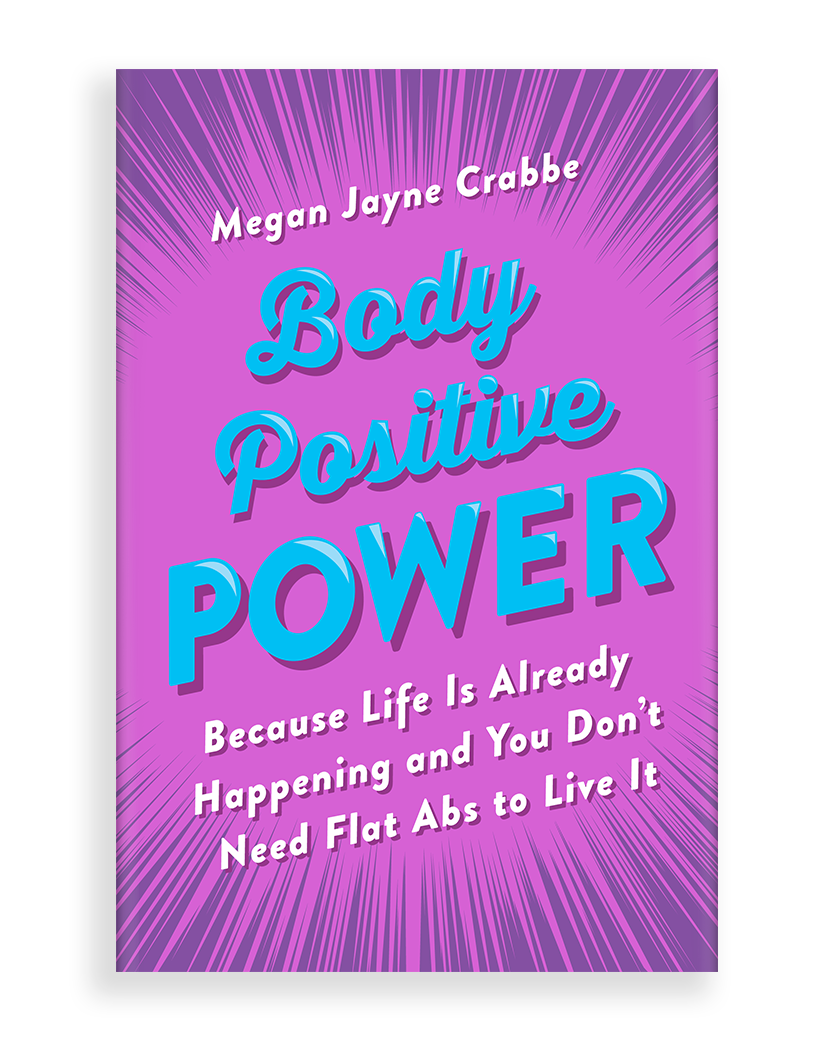 Megan Jayne Crabbe
Body
Positive
POWER
Because Life Is Already
Happening and You Don't
Need Flat Abs to Live It